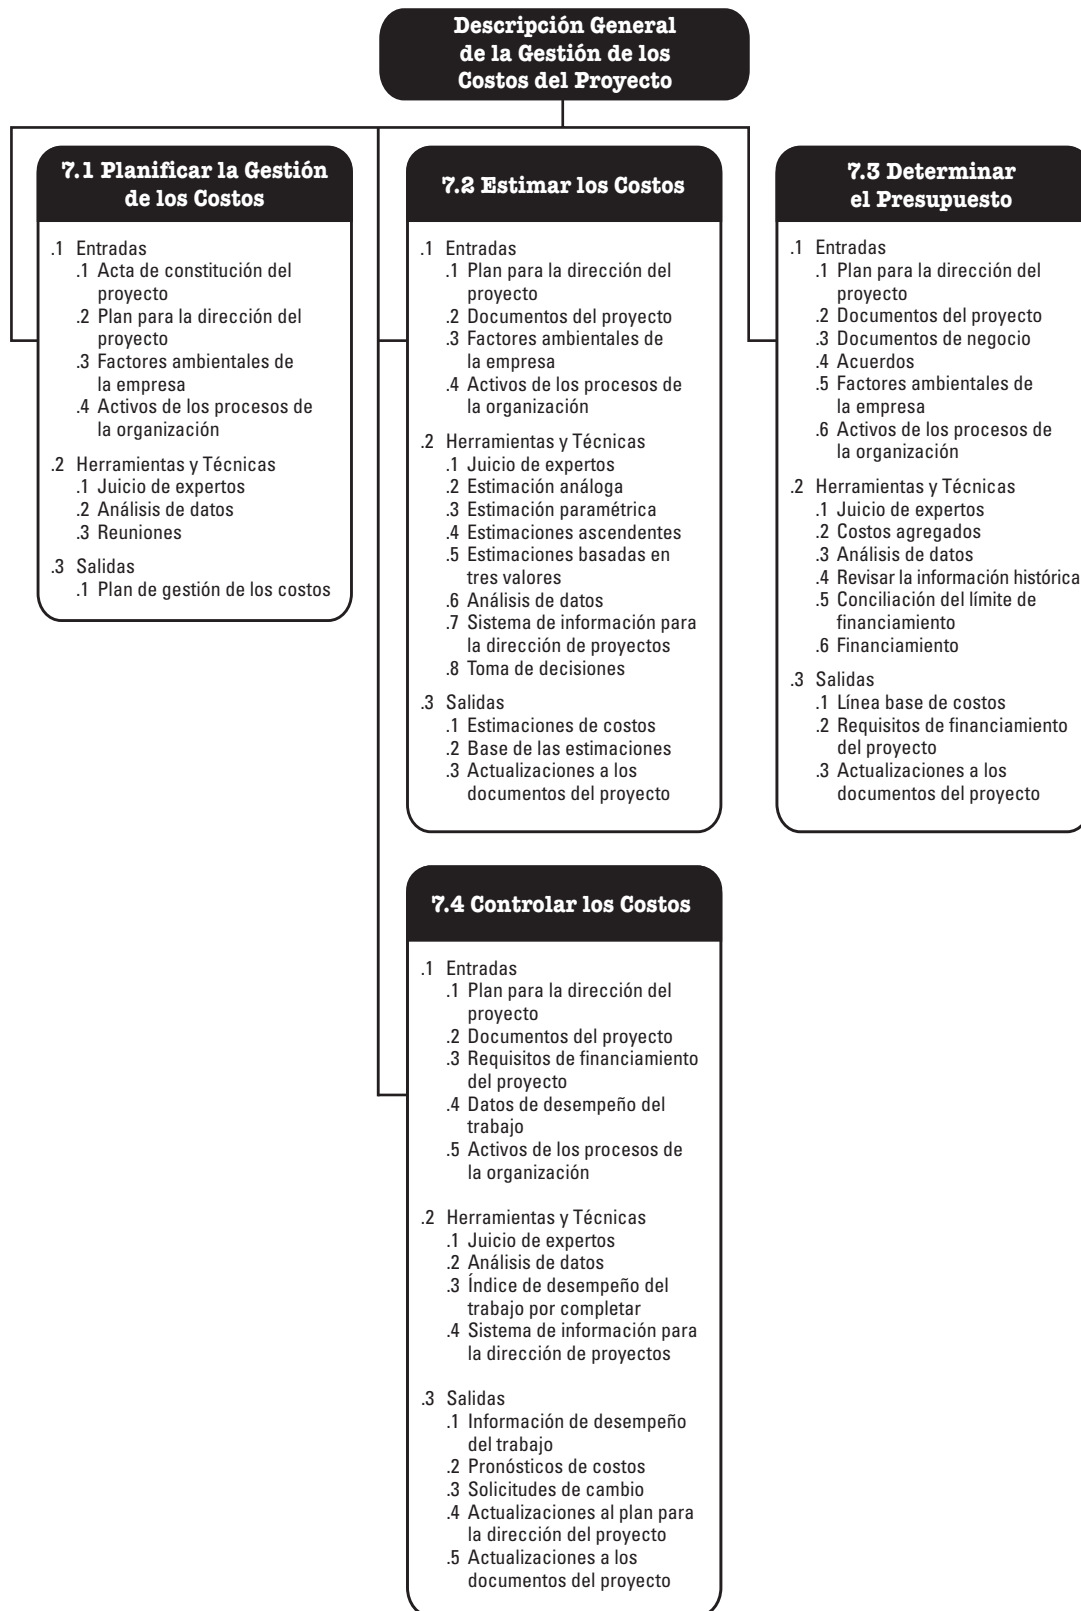 Descripción General
de la Gestión de los
Costos del Proyecto
7.1 Planificar la Gestión
de los Costos
.1 Entradas
.1 Acta de constitución del
proyecto
.2 Plan para la dirección del
proyecto
.3 Factores ambientales de
la empresa
.4 Activos de los procesos de
la organización
.2 Herramientas y Técnicas
.1 Juicio de expertos
.2 Análisis de datos
.3 Reuniones
.3 Salidas
.1 Plan de gestión de los costos
7.2 Estimar los Costos
.1 Entradas
.1 Plan para la dirección del
proyecto
.2 Documentos del proyecto
.3 Factores ambientales de
la empresa
.4 Activos de los procesos de
la organización
.2 Herramientas y Técnicas
.1 Juicio de expertos
.2 Estimación análoga
.3 Estimación paramétrica
.4 Estimaciones ascendentes
.5 Estimaciones basadas en
tres valores
.6 Análisis de datos
.7 Sistema de información para
la dirección de proyectos
.8 Toma de decisiones
.3 Salidas
.1 Estimaciones de costos
.2 Base de las estimaciones
.3 Actualizaciones a los
documentos del proyecto
7.3 Determinar
el Presupuesto
.1 Entradas
.1 Plan para la dirección del
proyecto
.2 Documentos del proyecto
.3 Documentos de negocio
.4 Acuerdos
.5 Factores ambientales de
la empresa
.6 Activos de los procesos de
la organización
.2 Herramientas y Técnicas
.1 Juicio de expertos
.2 Costos agregados
.3 Análisis de datos
.4 Revisar la información histórica
.5 Conciliación del límite de
financiamiento
.6 Financiamiento
.3 Salidas
.1 Línea base de costos
.2 Requisitos de financiamiento
del proyecto
.3 Actualizaciones a los
documentos del proyecto
7.4 Controlar los Costos
.1 Entradas
.1 Plan para la dirección del
proyecto
.2 Documentos del proyecto
.3 Requisitos de financiamiento
del proyecto
.4 Datos de desempeño del
trabajo
.5 Activos de los procesos de
la organización
.2 Herramientas y Técnicas
.1 Juicio de expertos
.2 Análisis de datos
.3 Índice de desempeño del
trabajo por completar
.4 Sistema de información para
la dirección de proyectos
.3 Salidas
.1 Información de desempeño
del trabajo
.2 Pronósticos de costos
.3 Solicitudes de cambio
.4 Actualizaciones al plan para
la dirección del proyecto
.5 Actualizaciones a los
documentos del proyecto